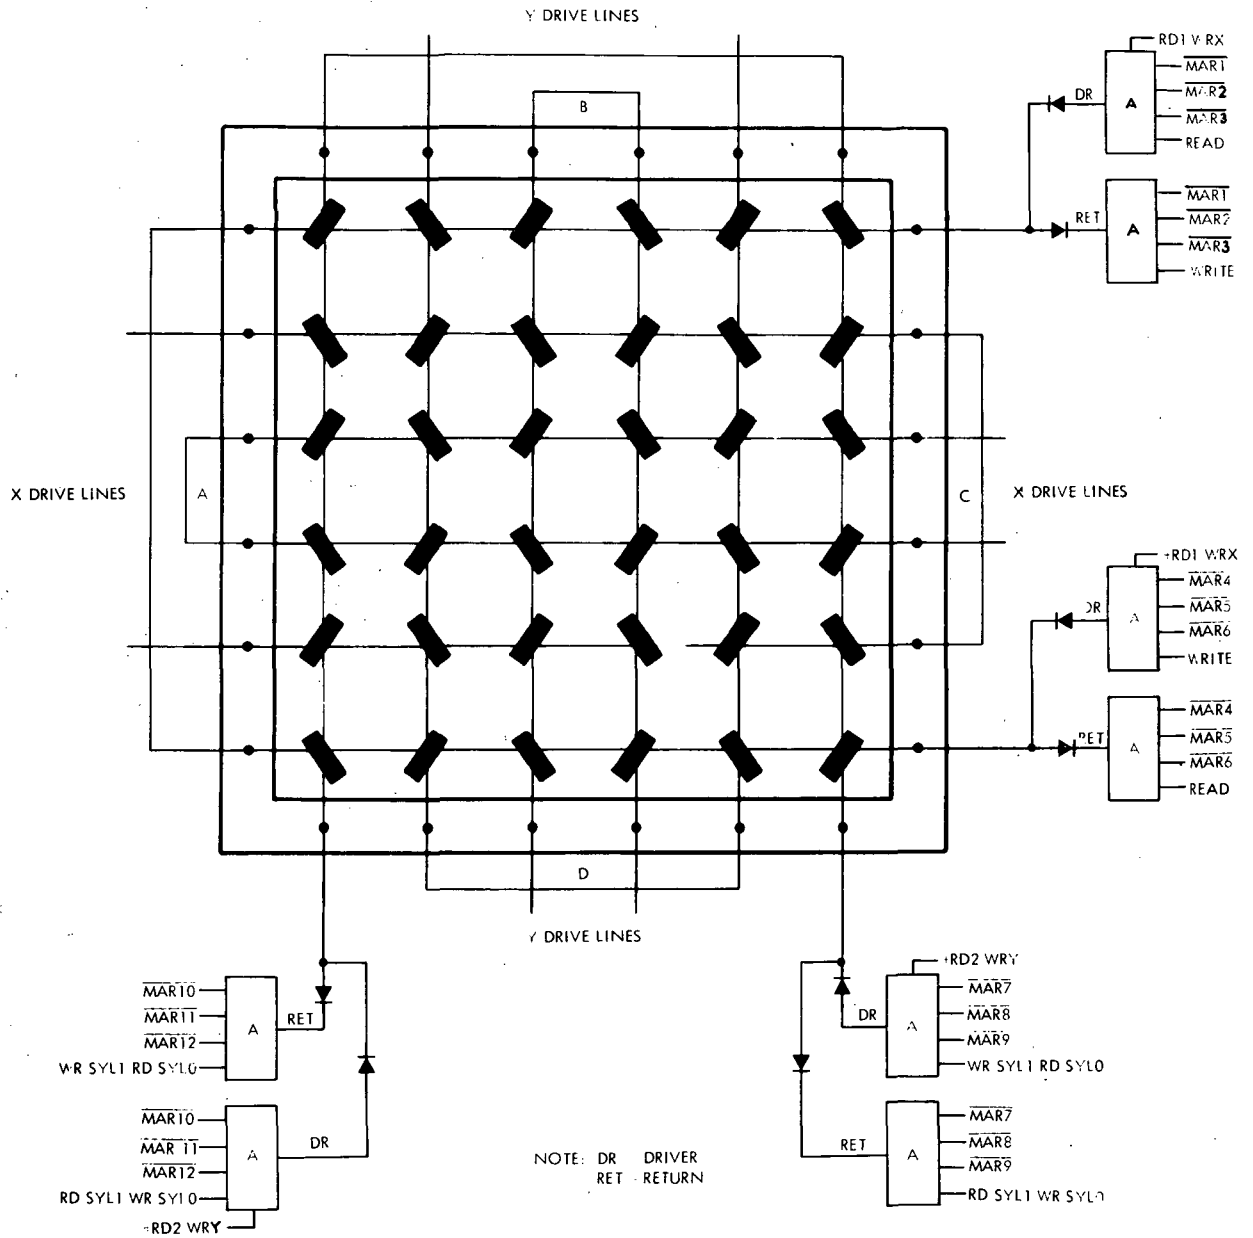 Y DRIVE LINES
B
A
C
D
X DRIVE LINES
X DRIVE LINES
Y DRIVE LINES
RD1 WRX
MAR1
MAR2
MAR3
READ
DR
A
MAR1
MAR2
MAR3
WRITE
RET
A
+RD1 WRX
MAR4
MAR5
MAR6
WRITE
DR
A
MAR4
MAR5
MAR6
READ
RET
A
MAR10
MAR11
MAR12
WR SYL1 RD SYL0
A
RET
MAR10
MAR11
MAR12
RD SYL1 WR SYL0
+RD2 WRY
A
DR
+RD2 WRY
MAR7
MAR8
MAR9
WR SYL1 RD SYL0
DR
A
MAR7
MAR8
MAR9
RD SYL1 WR SYL0
RET
A
NOTE: DR DRIVER
RET - RETURN